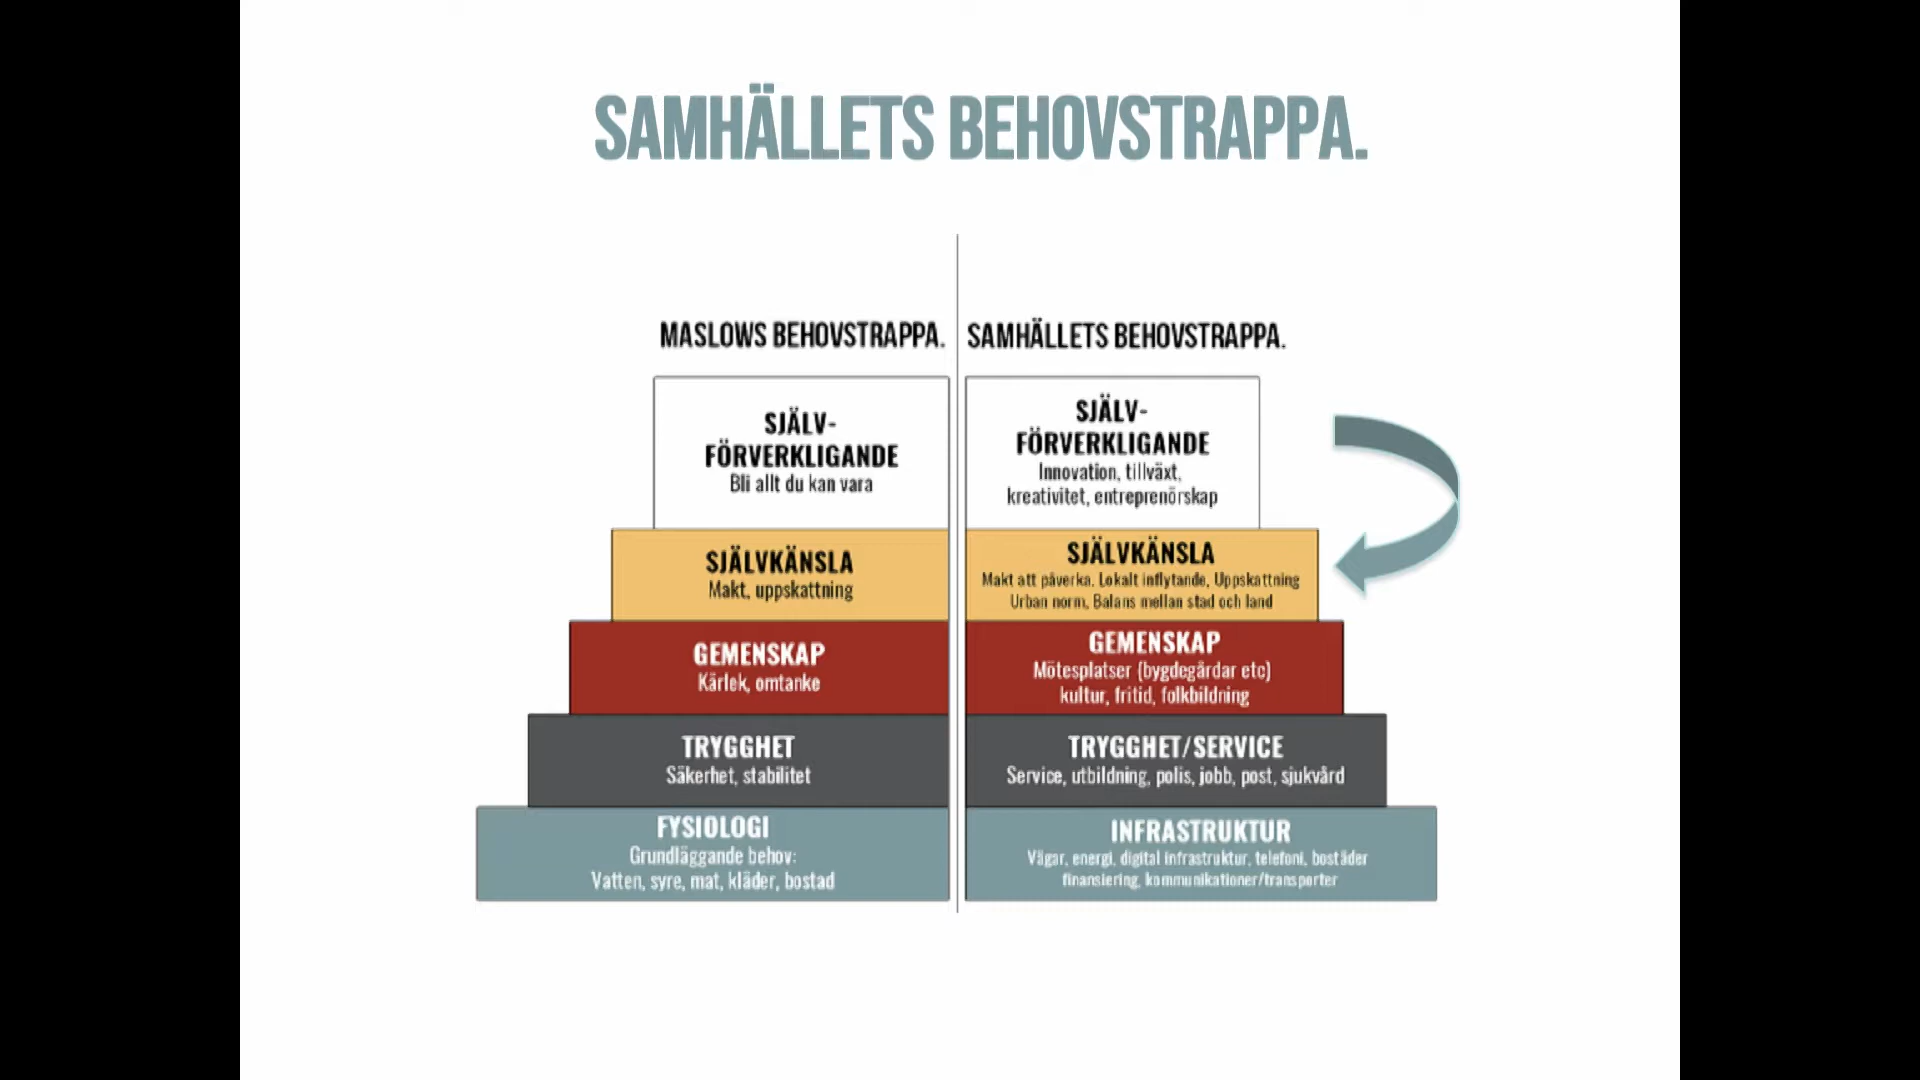 SAMHÄLLETS BEHOVSTRAPPA.
MASLOWS BEHOVSTRAPPA.
SJÄLV-
FÖRVERKLIGANDE
Bli allt du kan vara
SJÄLVKÄNSLA
Makt, uppskattning
GEMENSKAP
Kärlek, omtanke
TRYGGHET
Säkerhet, stabilitet
FYSIOLOGI
Grundläggande behov:
Vatten, syre, mat, kläder, bostad
SAMHÄLLETS BEHOVSTRAPPA.
SJÄLV-
FÖRVERKLIGANDE
Innovation, tillväxt,
kreativitet, entreprenörskap
SJÄLVKÄNSLA
Makt att påverka. Lokalt inflytande, Uppskattning
Urban norm, Balans mellan stad och land
GEMENSKAP
Mötesplatser (bygdegårdar etc)
kultur, fritid, folkbildning
TRYGGHET/SERVICE
Service, utbildning, polis, jobb, post, sjukvård
INFRASTRUKTUR
Vägar, energi, digital infrastruktur, telefoni, bostäder
finansiering, kommunikationer/transporter